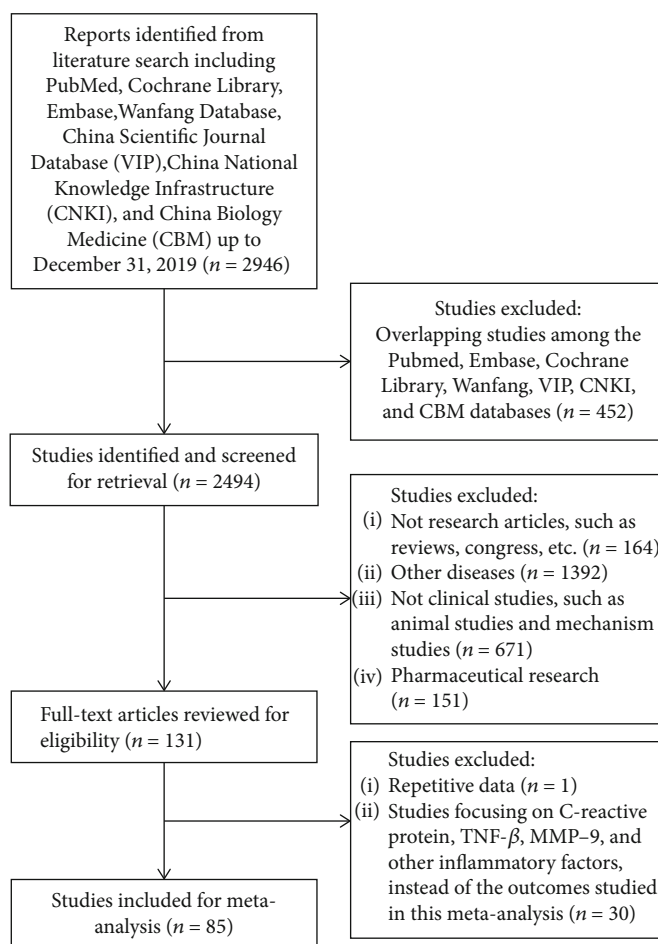 Reports identified from
literature search including
PubMed, Cochrane Library,
Embase,Wanfang Database,
China Scientific Journal
Database (VIP),China National
Knowledge Infrastructure
(CNKI), and China Biology
Medicine (CBM) up to
December 31, 2019 (n = 2946)
Studies excluded:
Overlapping studies among the
Pubmed, Embase, Cochrane
Library, Wanfang, VIP, CNKI,
and CBM databases (n = 452)
Studies identified and screened
for retrieval (n = 2494)
Studies excluded:
(i) Not research articles, such as
reviews, congress, etc. (n = 164)
(ii) Other diseases (n = 1392)
(iii) Not clinical studies, such as
animal studies and mechanism
studies (n = 671)
(iv) Pharmaceutical research
(n = 151)
Full-text articles reviewed for
eligibility (n = 131)
Studies excluded:
(i) Repetitive data (n = 1)
(ii) Studies focusing on C-reactive
protein, TNF-β, MMP–9, and
other inflammatory factors,
instead of the outcomes studied
in this meta-analysis (n = 30)
Studies included for meta-
analysis (n = 85)